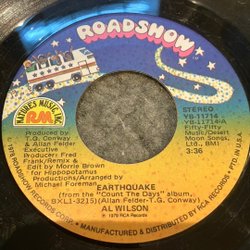 ROADSHOW
NATURES MUSIC, INC.
RM
STEREO
YB-11714
YB-11714-A
Fifty-Fifty
Music/Desert
Moon Songs,
Ltd., BMI
3:36
Produced by
T.G. Conway &
Allan Felder
Executive
Producer: Fred
Frank/Remix &
Edit by Morrie Brown
for Hippopotamus
Productions/Arranged by
Michael Foreman
EARTHQUAKE
(from the "Count The Days" album,
BXL1-3215) (Allan Felder-T.G. Conway)
AL WILSON
℗ 1979 RCA Records
MANUFACTURED & DISTRIBUTED BY RCA RECORDS